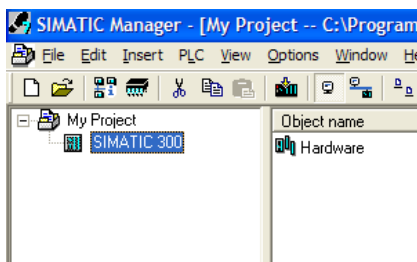 SIMATIC Manager - [My Project -- C:\Program
File Edit Insert PLC View Options Window
My Project
SIMATIC 300
Object name
Hardware